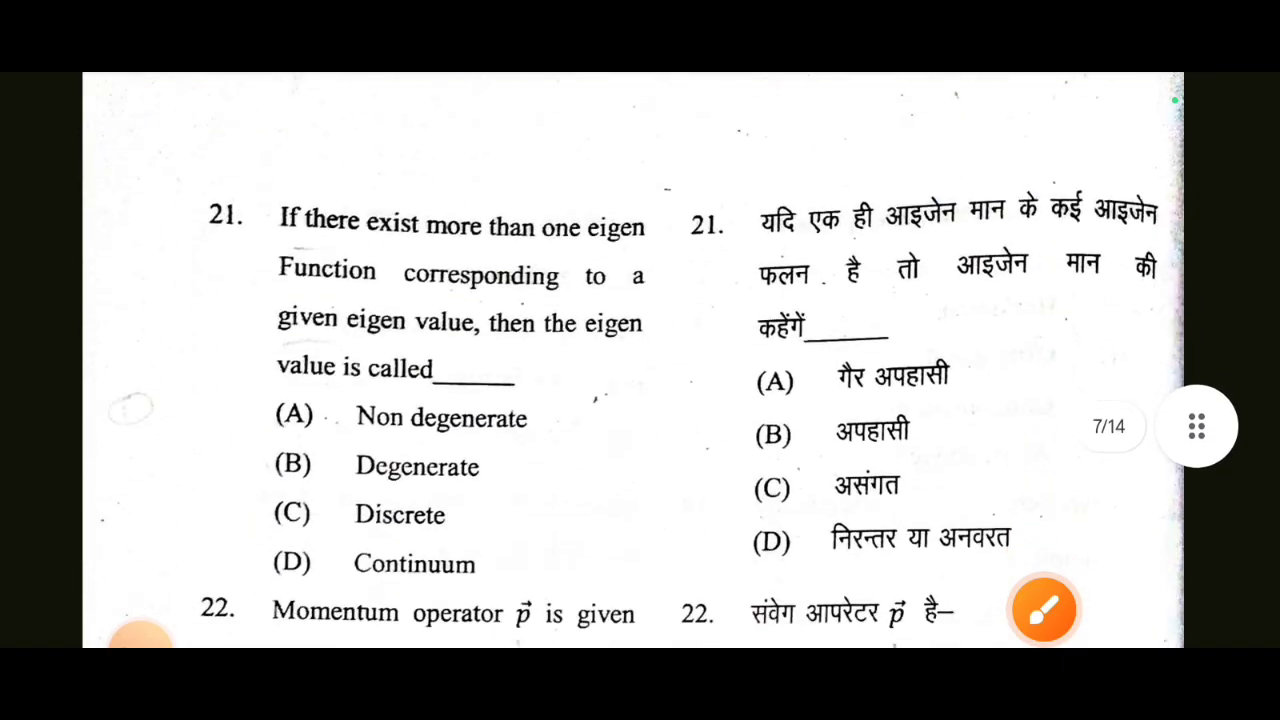 21. If there exist more than one eigen
Function corresponding to a
given eigen value, then the eigen
value is called______
(A) Non degenerate
(B) Degenerate
(C) Discrete
(D) Continuum
22. Momentum operator p⃗ is given
21. यदि एक ही आइजेन मान के कई आइजेन
फलन है तो आइजेन मान की
कहेंगें______
(A) गैर अपहासी
(B) अपहासी
(C) असंगत
(D) निरन्तर या अनवरत
22. संवेग आपरेटर p⃗ है–
7/14